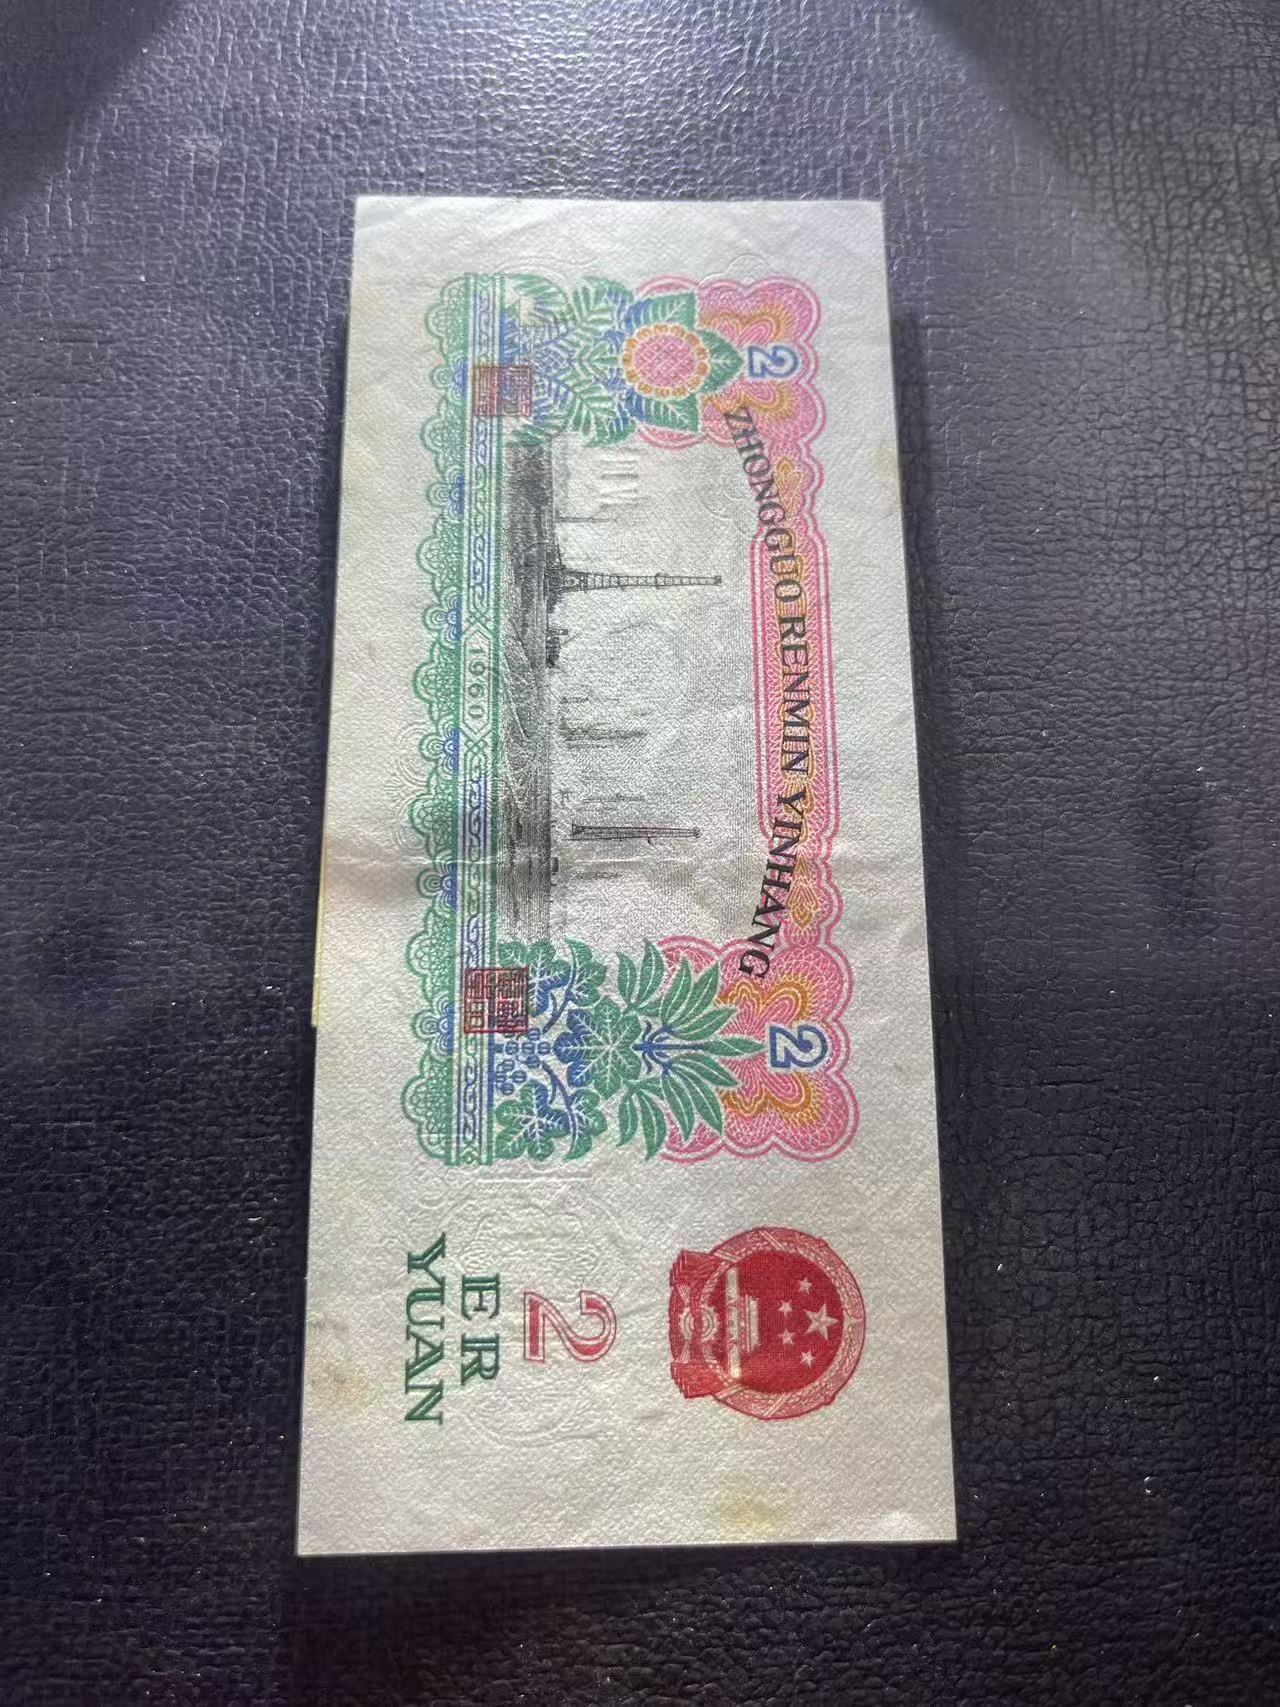 ZHONGGUO RENMIN YINHANG
2
2
2
ER
YUAN
1960